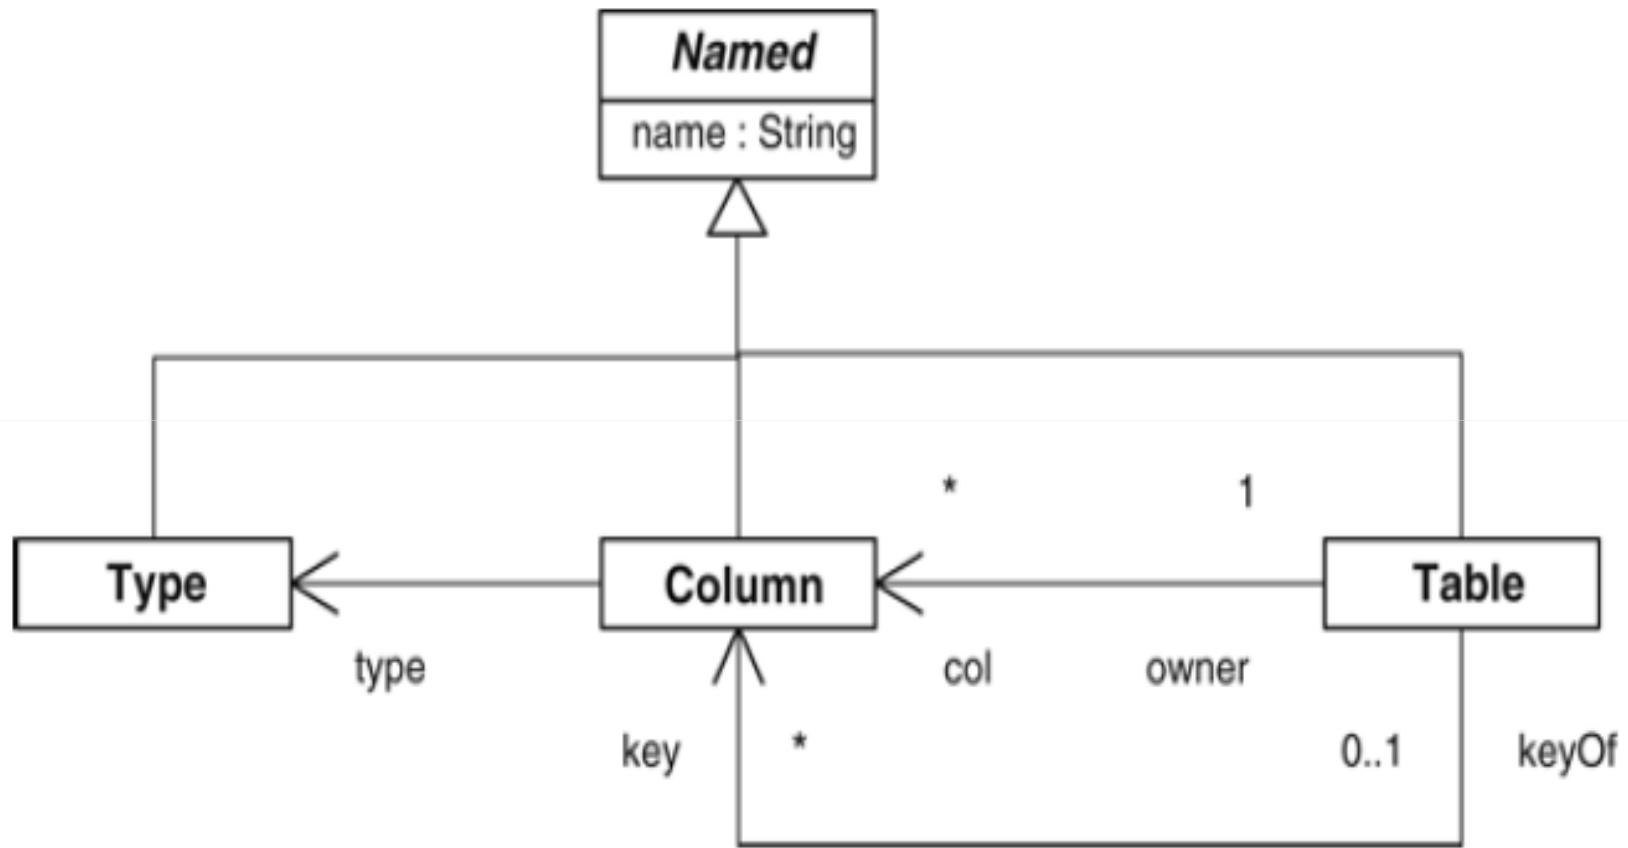 Named
name : String
* 1
Type Column Table
type col owner
key * 0..1 keyOf